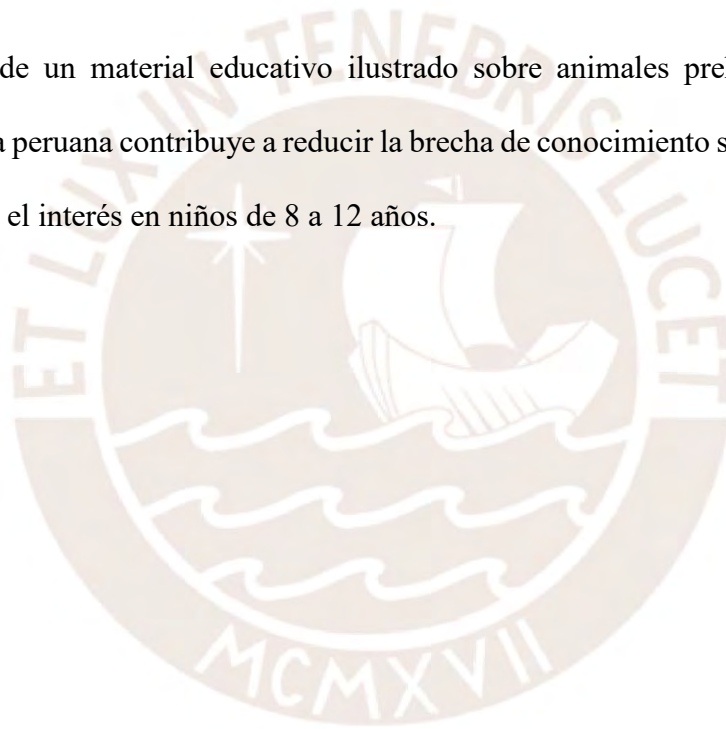 de un material educativo ilustrado sobre animales
a peruana contribuye a reducir la brecha de conocimiento
el interés en niños de 8 a 12 años.
ET LUX IN TENEBRIS LUCET
MCMXVII